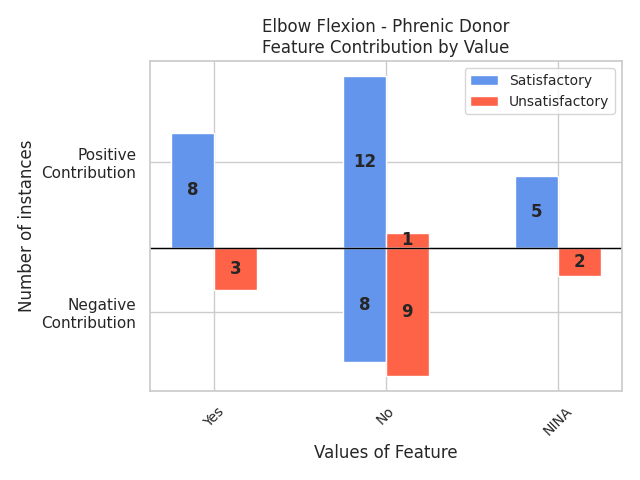 Elbow Flexion - Phrenic Donor
Feature Contribution by Value
Satisfactory
Unsatisfactory
Number of instances
Positive
Contribution
Negative
Contribution
8
3
12
1
8
9
5
2
Yes
No
NINA
Values of Feature